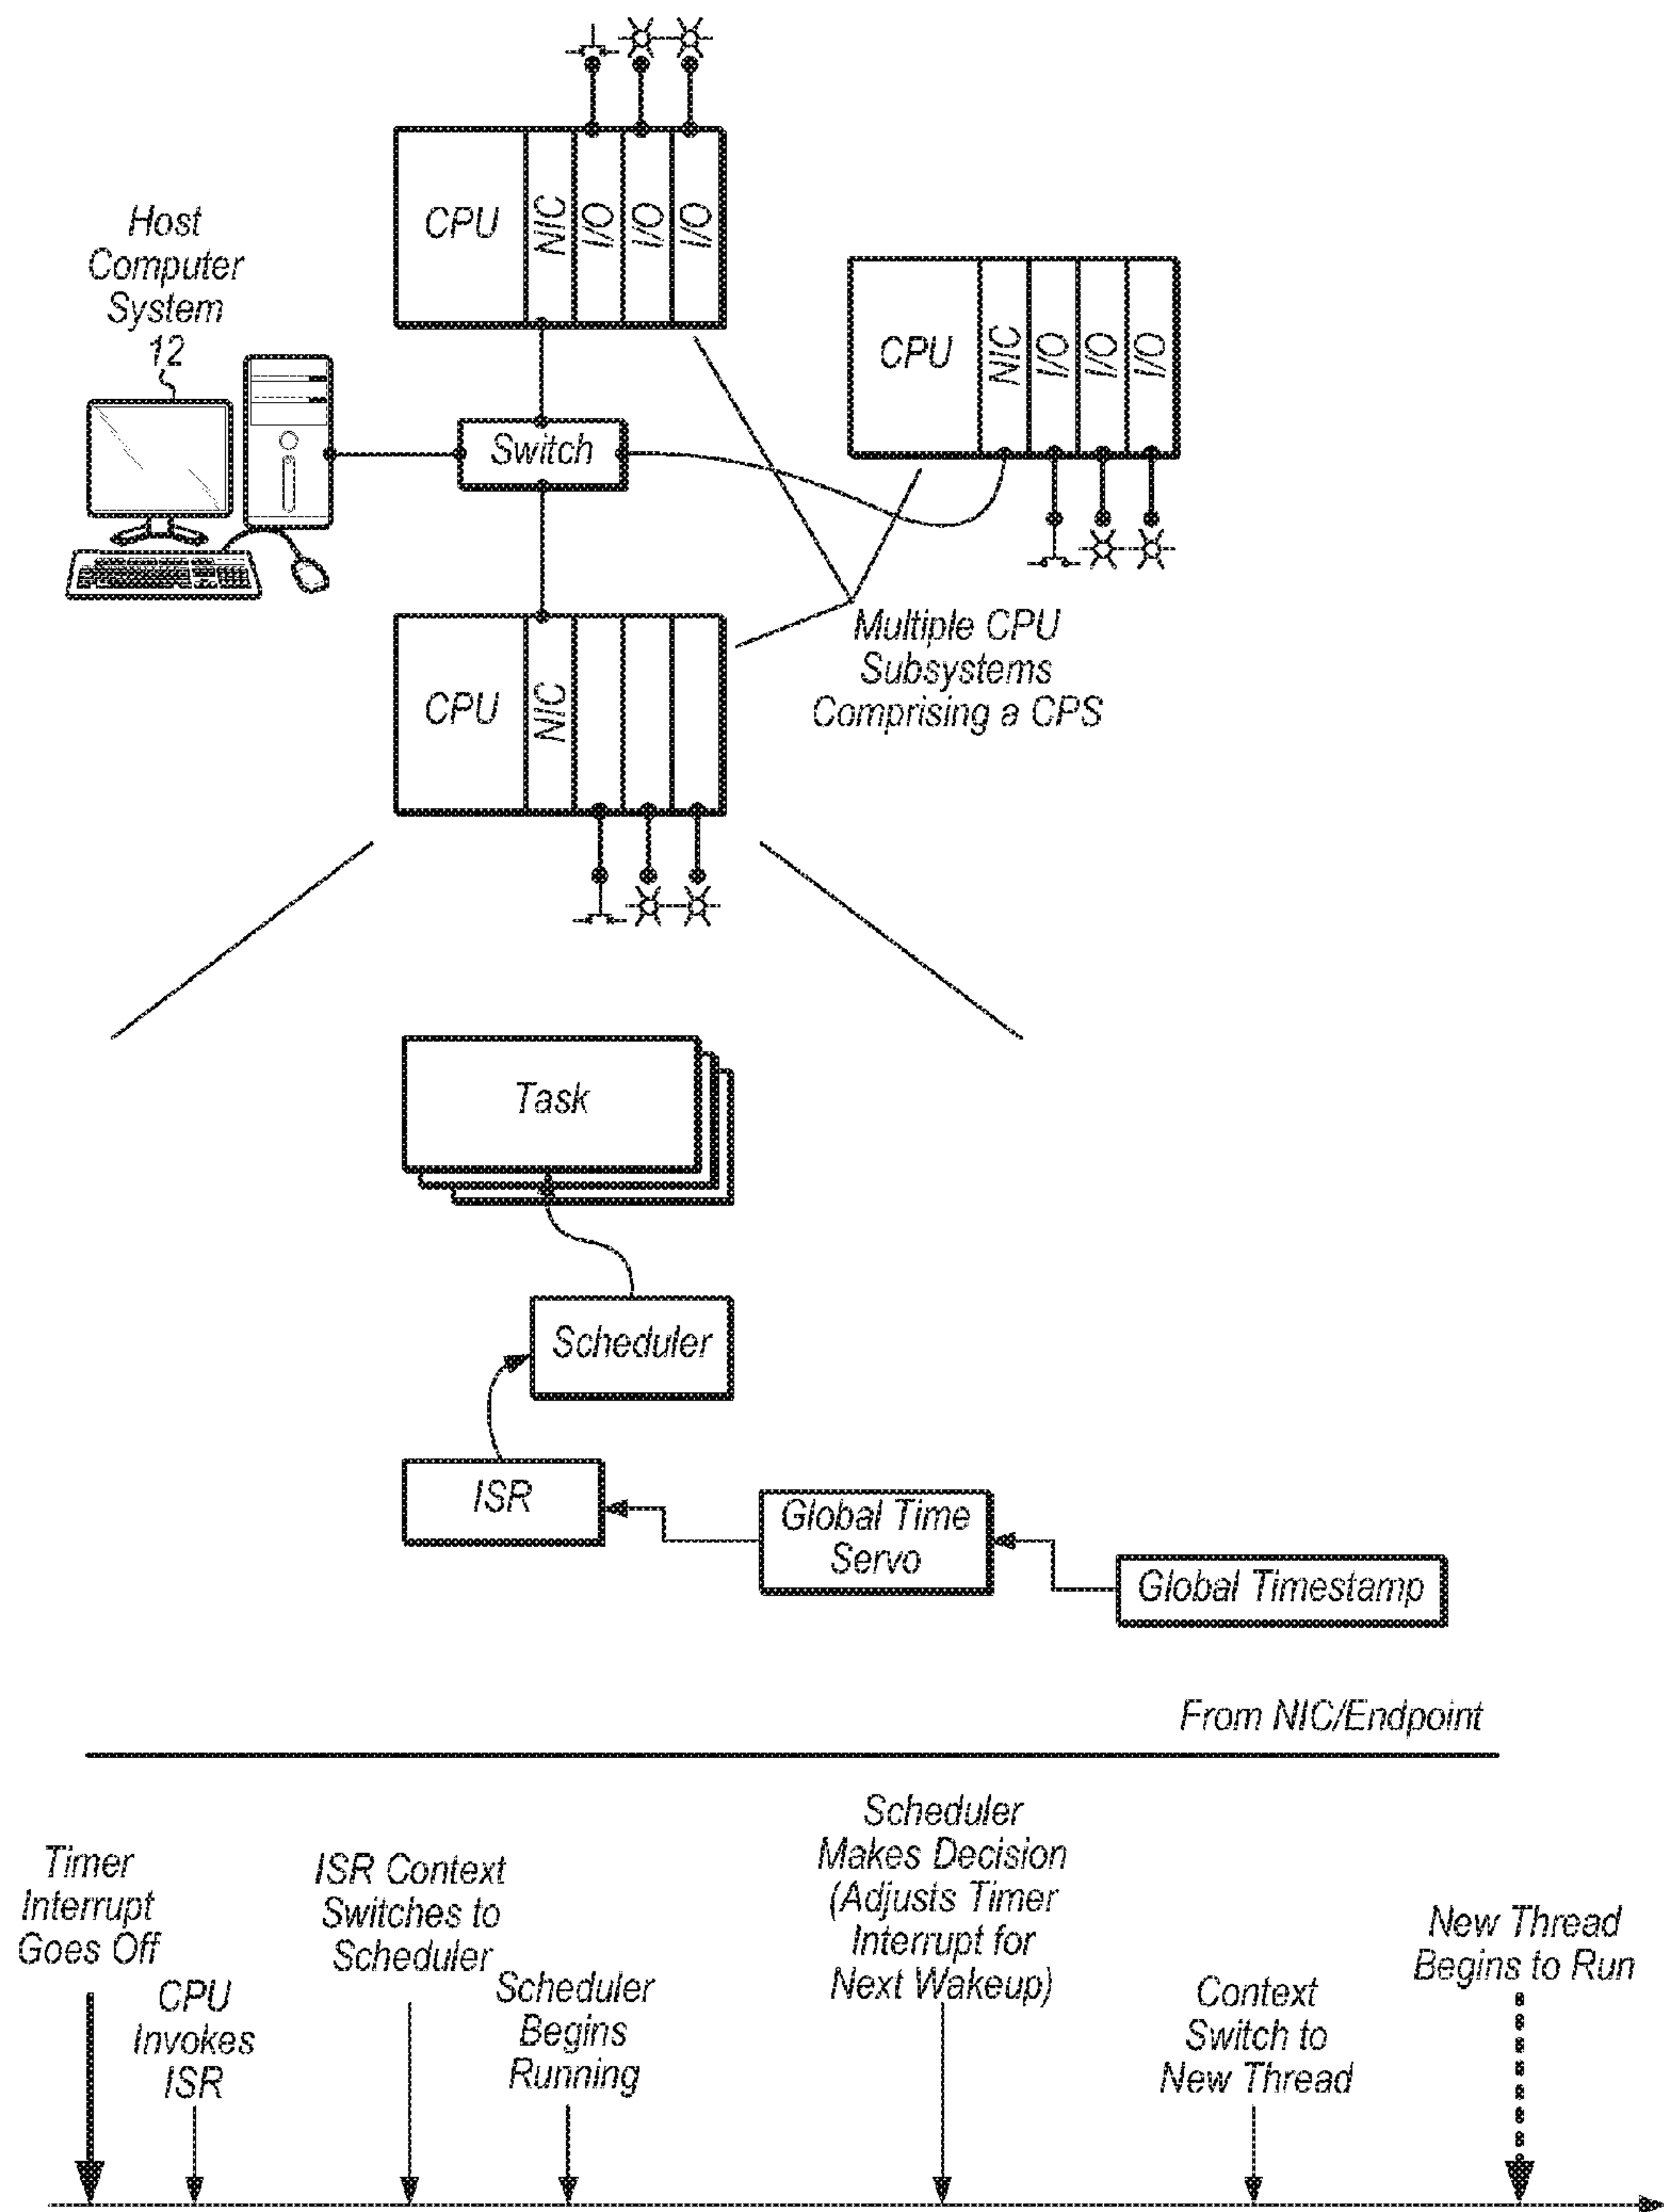 CPU
NIC
I/O
I/O
I/O
Host
Computer
System
12
CPU
NIC
I/O
I/O
I/O
Switch
Multiple CPU
Subsystems
Comprising a CPS
CPU
NIC
Task
Scheduler
ISR
Global Time
Servo
Global Timestamp
From NIC/Endpoint
Timer
Interrupt
Goes Off
CPU
Invokes
ISR
ISR Context
Switches to
Scheduler
Scheduler
Begins
Running
Scheduler
Makes Decision
(Adjusts Timer
Interrupt for
Next Wakeup)
Context
Switch to
New Thread
New Thread
Begins to Run